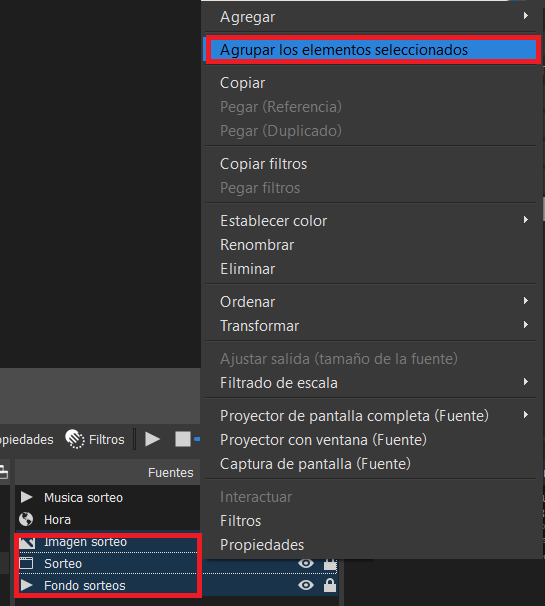 Agregar
Agrupar los elementos seleccionados
Copiar
Pegar (Referencia)
Pegar (Duplicado)
Copiar filtros
Pegar filtros
Establecer color
Renombrar
Eliminar
Ordenar
Transformar
Ajustar salida (tamaño de la fuente)
Filtrado de escala
Proyector de pantalla completa (Fuente)
Proyector con ventana (Fuente)
Captura de pantalla (Fuente)
Interactuar
Filtros
Propiedades
opiedades Filtros
Fuentes
Musica sorteo
Hora
Imagen sorteo
Sorteo
Fondo sorteos